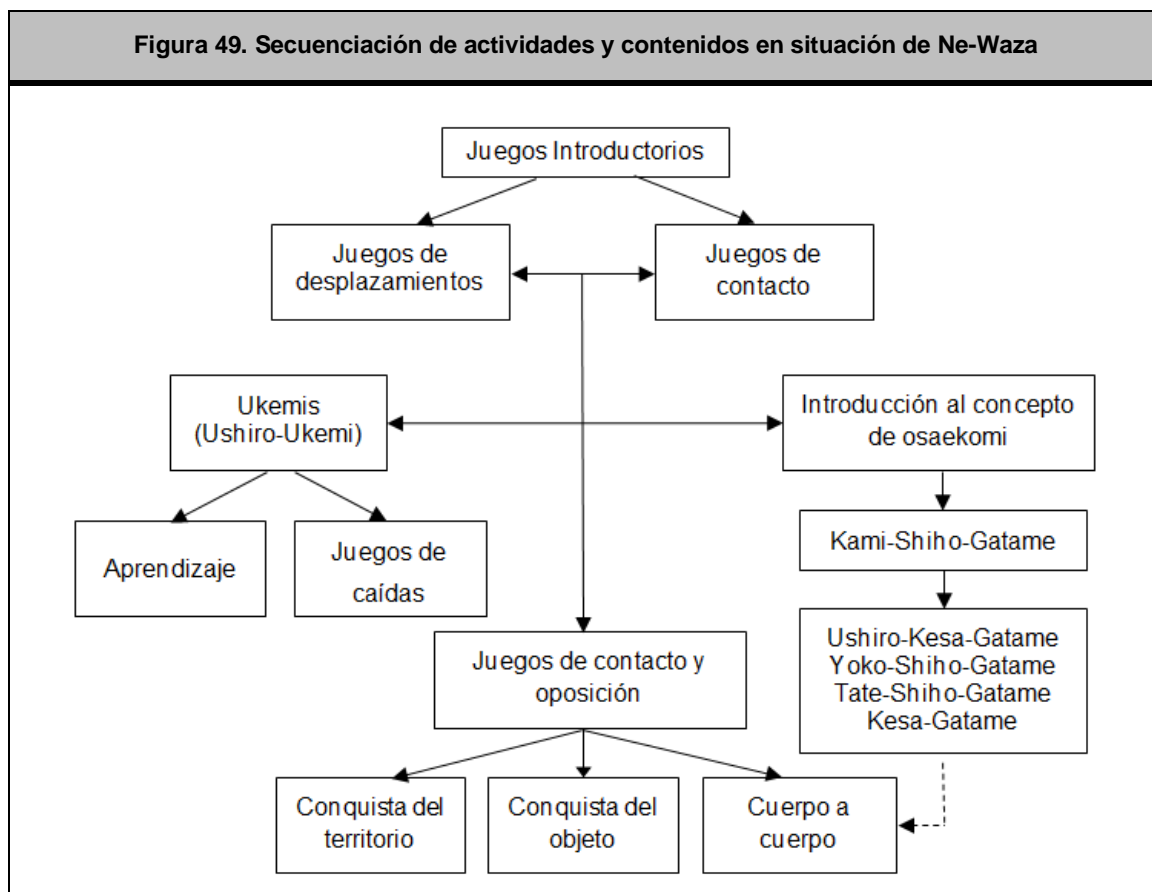 Figura 49. Secuenciación de actividades y contenidos en situación de Ne-Waza
Juegos Introductorios
Juegos de
desplazamientos
Juegos de
contacto
Ukemis
(Ushiro-Ukemi)
Introducción al concepto
de osaekomi
Aprendizaje
Juegos de
caídas
Kami-Shiho-Gatame
Juegos de contacto y
oposición
Ushiro-Kesa-Gatame
Yoko-Shiho-Gatame
Tate-Shiho-Gatame
Kesa-Gatame
Conquista del
territorio
Conquista del
objeto
Cuerpo a
cuerpo